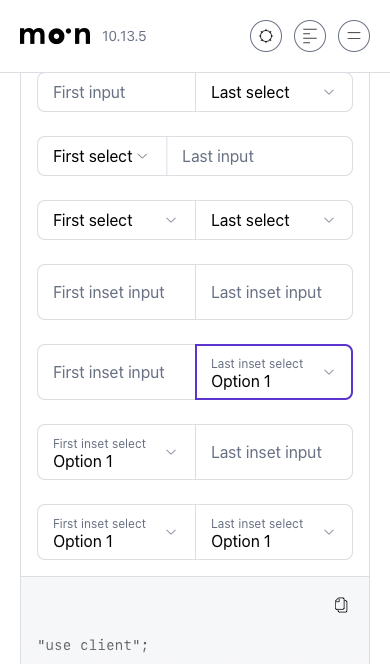 moon 10.13.5
First input Last select
First select Last input
First select Last select
First inset input Last inset input
First inset input Last inset select
Option 1
First inset select Last inset input
Option 1
First inset select Last inset select
Option 1 Option 1
"use client";